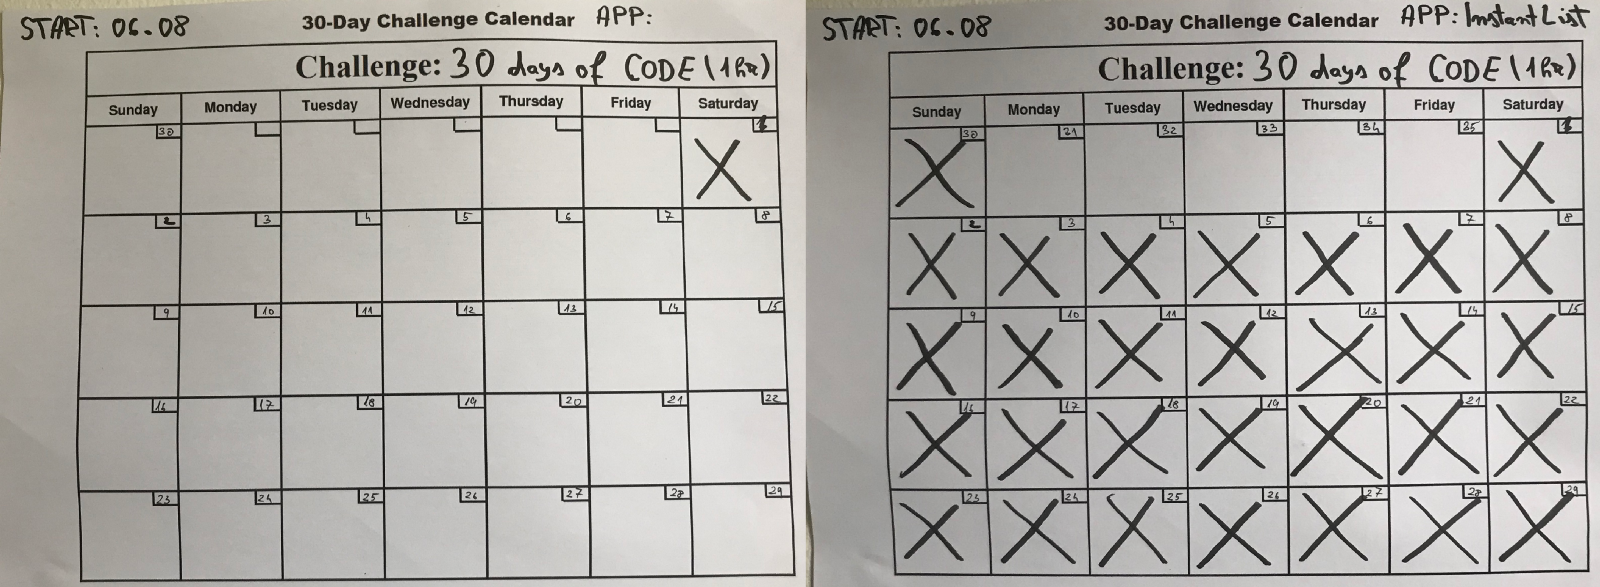 START: 06.08 30-Day Challenge Calendar APP:
Challenge: 30 days of CODE (1hr)
Sunday Monday Tuesday Wednesday Thursday Friday Saturday
30 1
2 3 4 5 6 7 8
9 10 11 12 13 14 15
16 17 18 19 20 21 22
23 24 25 26 27 28 29
START: 06.08 30-Day Challenge Calendar APP: Instant List
Challenge: 30 days of CODE (1hr)
Sunday Monday Tuesday Wednesday Thursday Friday Saturday
30 31 32 33 34 35 1
2 3 4 5 6 7 8
9 10 11 12 13 14 15
16 17 18 19 20 21 22
23 24 25 26 27 28 29